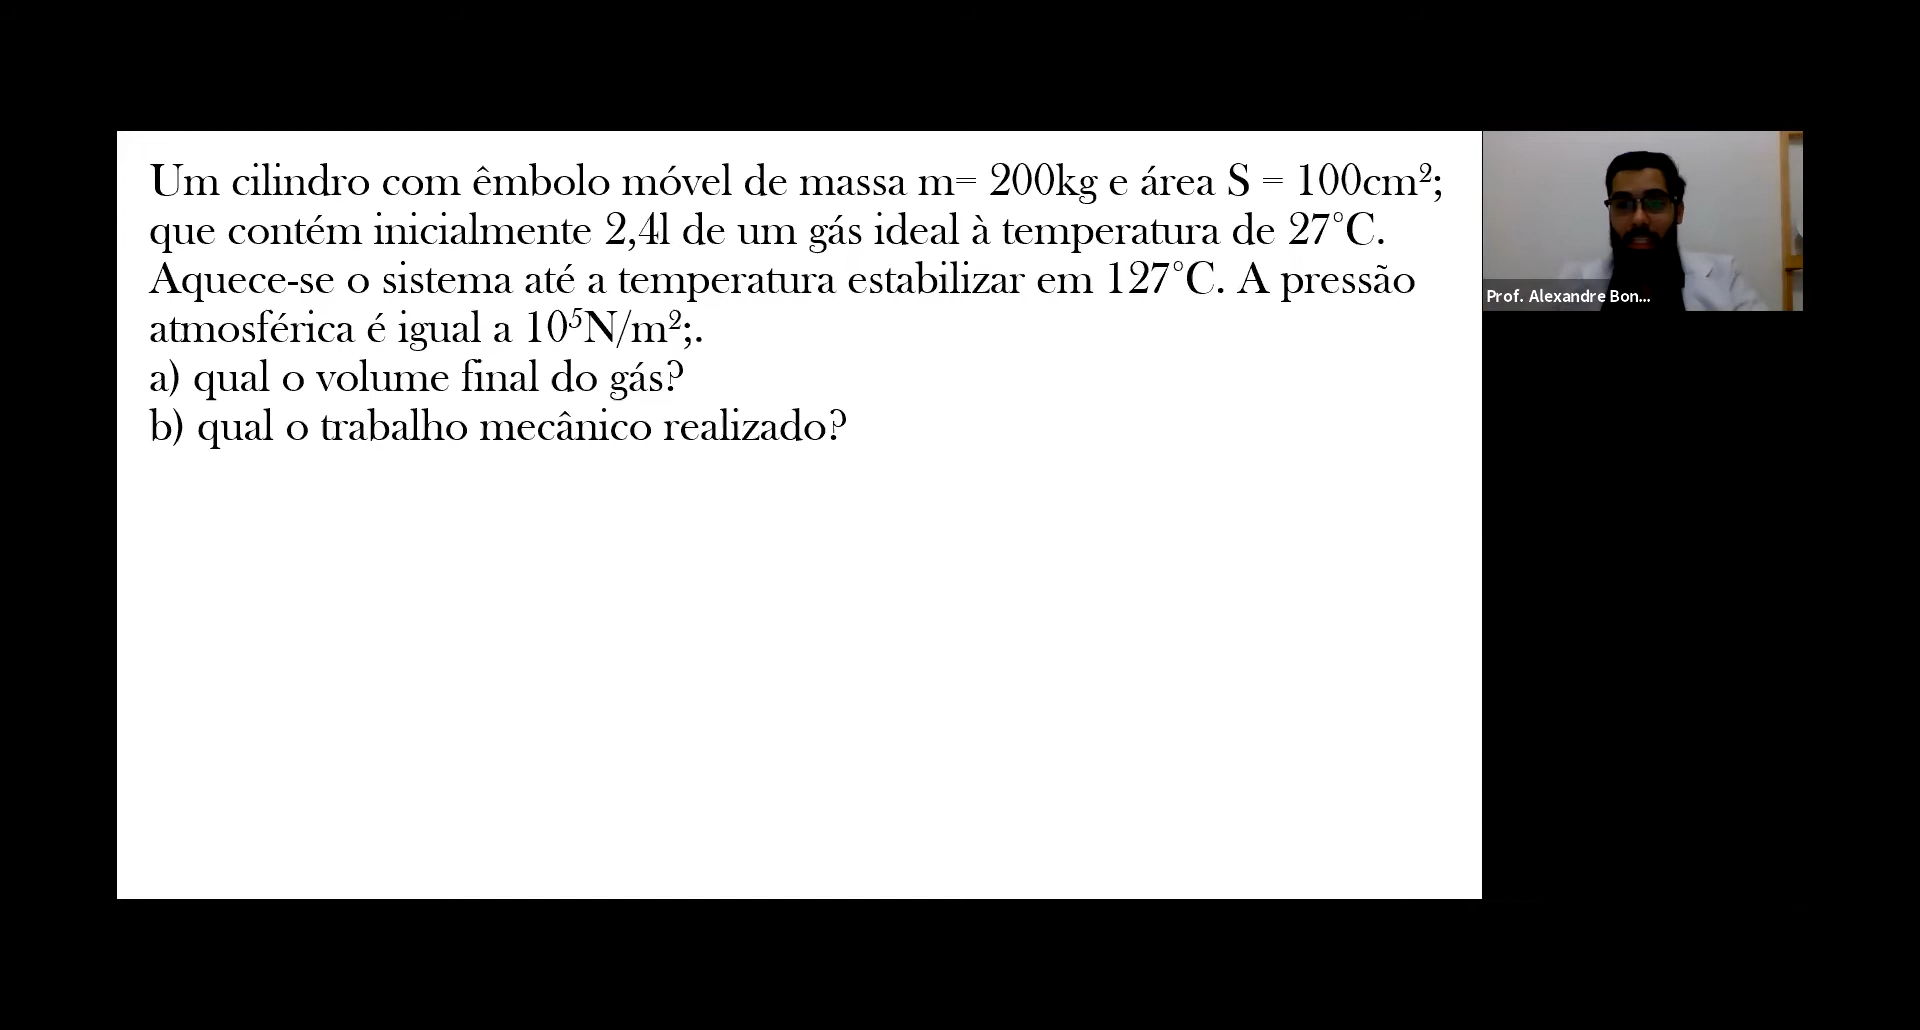 Um cilindro com êmbolo móvel de massa m= 200kg e área S = 100cm²;
que contém inicialmente 2,4l de um gás ideal à temperatura de 27°C.
Aquece-se o sistema até a temperatura estabilizar em 127°C. A pressão
atmosférica é igual a 10⁵N/m²;.
a) qual o volume final do gás?
b) qual o trabalho mecânico realizado?
Prof. Alexandre Bon...